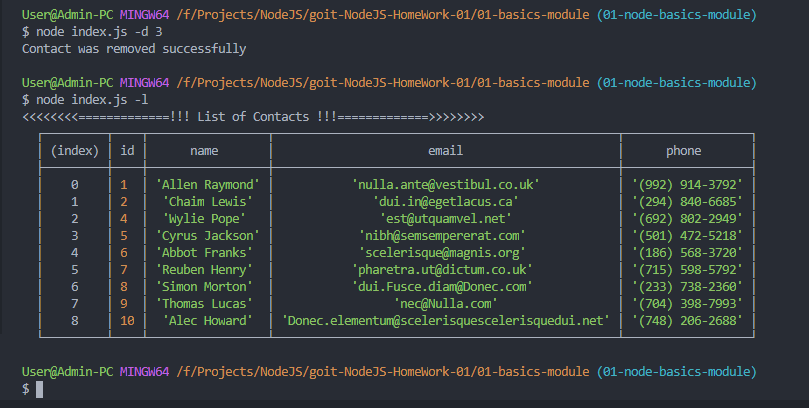 User@Admin-PC MINGW64 /f/Projects/NodeJS/goit-NodeJS-HomeWork-01/01-basics-module (01-node-basics-module)
$ node index.js -d 3
Contact was removed successfully
User@Admin-PC MINGW64 /f/Projects/NodeJS/goit-NodeJS-HomeWork-01/01-basics-module (01-node-basics-module)
$ node index.js -l
<<<<<<<<=============!!! List of Contacts !!!=============>>>>>>>>
(index) id name email phone
0 1 'Allen Raymond' 'nulla.ante@vestibul.co.uk' '(992) 914-3792'
1 2 'Chaim Lewis' 'dui.in@egetlacus.ca' '(294) 840-6685'
2 4 'Wylie Pope' 'est@utquamvel.net' '(692) 802-2949'
3 5 'Cyrus Jackson' 'nibh@semsempererat.com' '(501) 472-5218'
4 6 'Abbot Franks' 'scelerisque@magnis.org' '(186) 568-3720'
5 7 'Reuben Henry' 'pharetra.ut@dictum.co.uk' '(715) 598-5792'
6 8 'Simon Morton' 'dui.Fusce.diam@Donec.com' '(233) 738-2360'
7 9 'Thomas Lucas' 'nec@Nulla.com' '(704) 398-7993'
8 10 'Alec Howard' 'Donec.elementum@scelerisquescelerisquedui.net' '(748) 206-2688'
User@Admin-PC MINGW64 /f/Projects/NodeJS/goit-NodeJS-HomeWork-01/01-basics-module (01-node-basics-module)
$